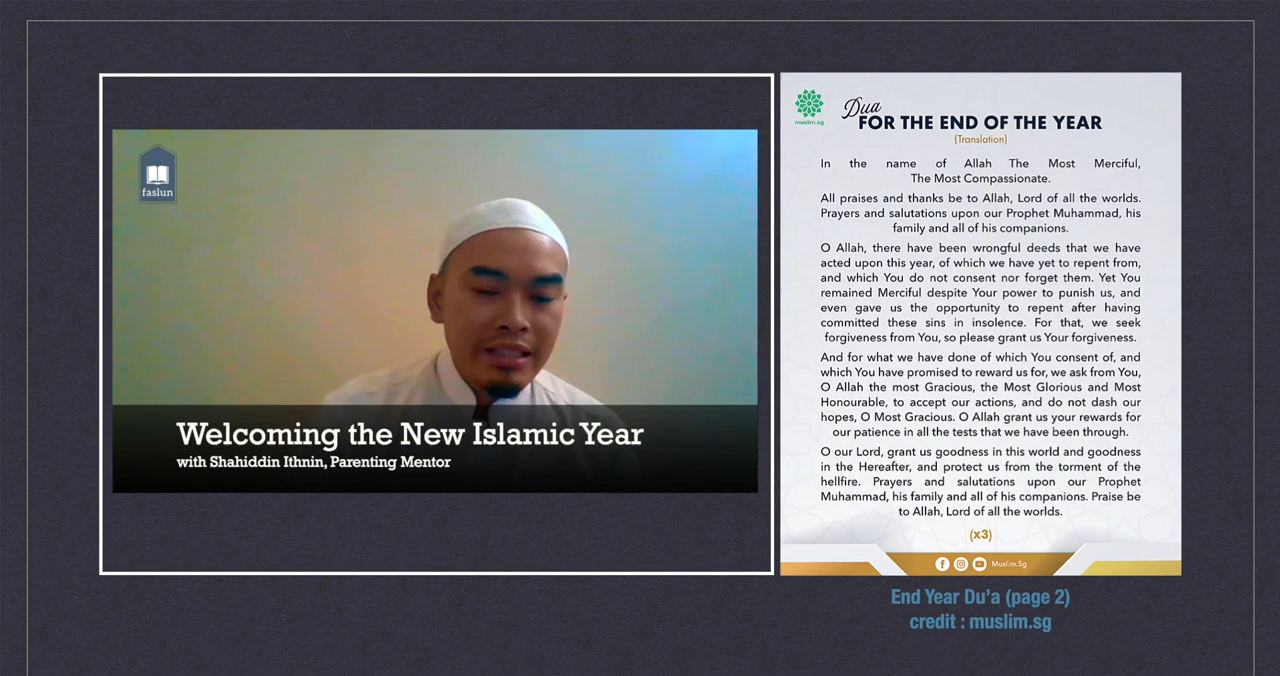 faslun
Welcoming the New Islamic Year
with Shahiddin Ithnin, Parenting Mentor
muslim.sg
Dua
FOR THE END OF THE YEAR
(Translation)
In the name of Allah The Most Merciful,
The Most Compassionate.
All praises and thanks be to Allah, Lord of all the worlds.
Prayers and salutations upon our Prophet Muhammad, his
family and all of his companions.
O Allah, there have been wrongful deeds that we have
acted upon this year, of which we have yet to repent from,
and which You do not consent nor forget them. Yet You
remained Merciful despite Your power to punish us, and
even gave us the opportunity to repent after having
committed these sins in insolence. For that, we seek
forgiveness from You, so please grant us Your forgiveness.
And for what we have done of which You consent of, and
which You have promised to reward us for, we ask from You,
O Allah the most Gracious, the Most Glorious and Most
Honourable, to accept our actions, and do not dash our
hopes, O Most Gracious. O Allah grant us your rewards for
our patience in all the tests that we have been through.
O our Lord, grant us goodness in this world and goodness
in the Hereafter, and protect us from the torment of the
hellfire. Prayers and salutations upon our Prophet
Muhammad, his family and all of his companions. Praise be
to Allah, Lord of all the worlds.
(x3)
Muslim.Sg
End Year Du’a (page 2)
credit : muslim.sg